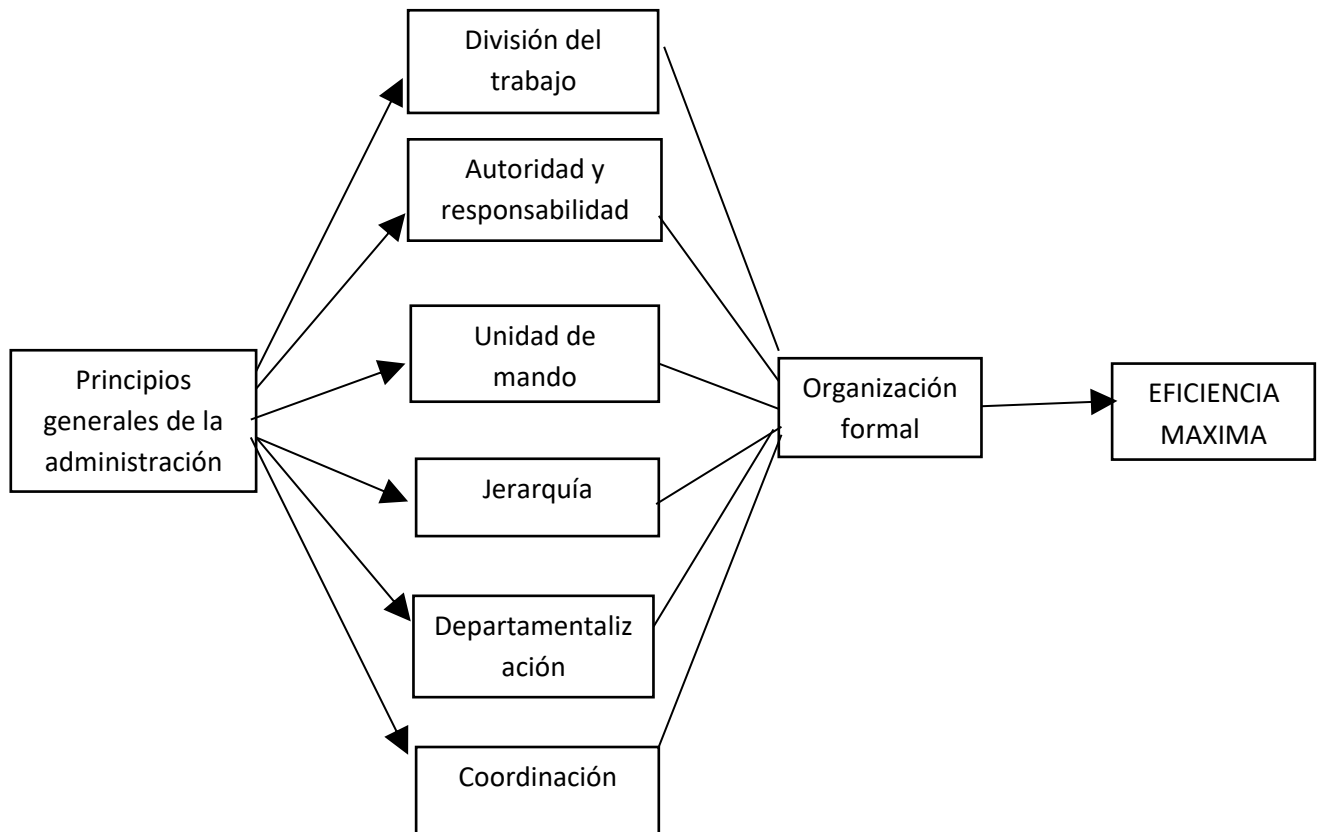 División del
trabajo
Autoridad y
responsabilidad
Unidad de
mando
Principios
generales de la
administración
Organización
formal
EFICIENCIA
MAXIMA
Jerarquía
Departamentaliz
ación
Coordinación